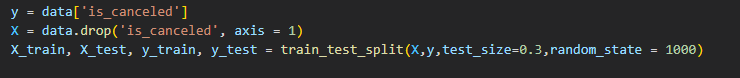 y = data['is_canceled']
X = data.drop('is_canceled', axis = 1)
X_train, X_test, y_train, y_test = train_test_split(X,y,test_size=0.3,random_state = 1000)